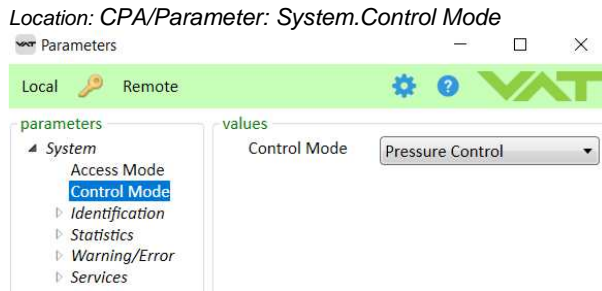 Location: CPA/Parameter: System.Control Mode
VAT Parameters
Local Remote VAT
parameters
System
Access Mode
Control Mode
Identification
Statistics
Warning/Error
Services
values
Control Mode Pressure Control